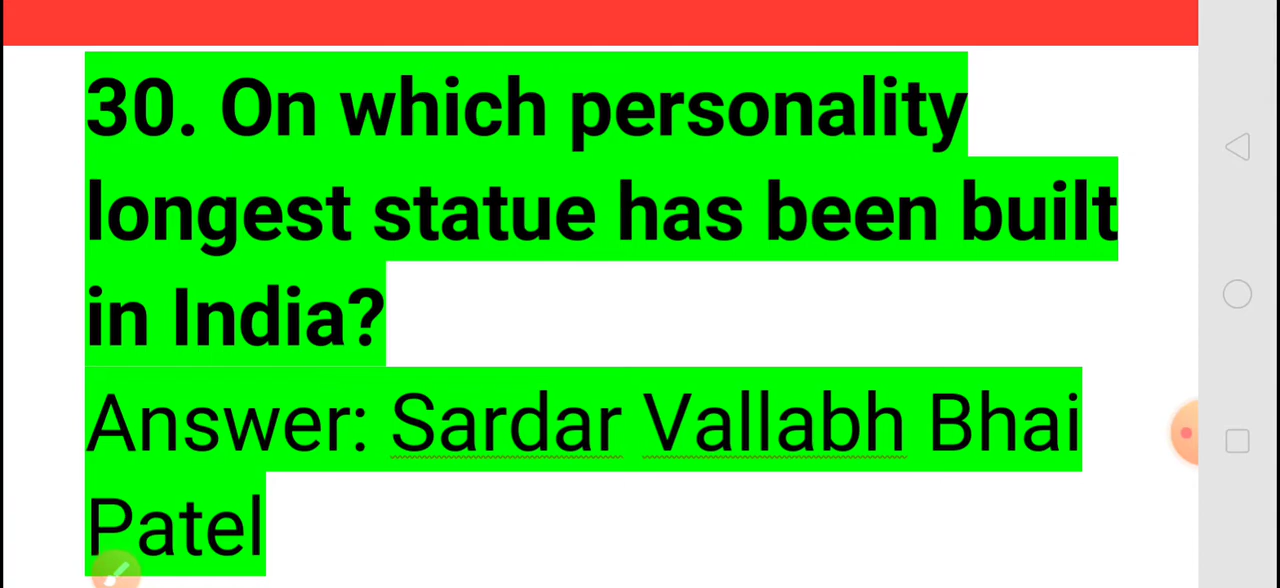 30. On which personality
longest statue has been built
in India?
Answer: Sardar Vallabh Bhai
Patel